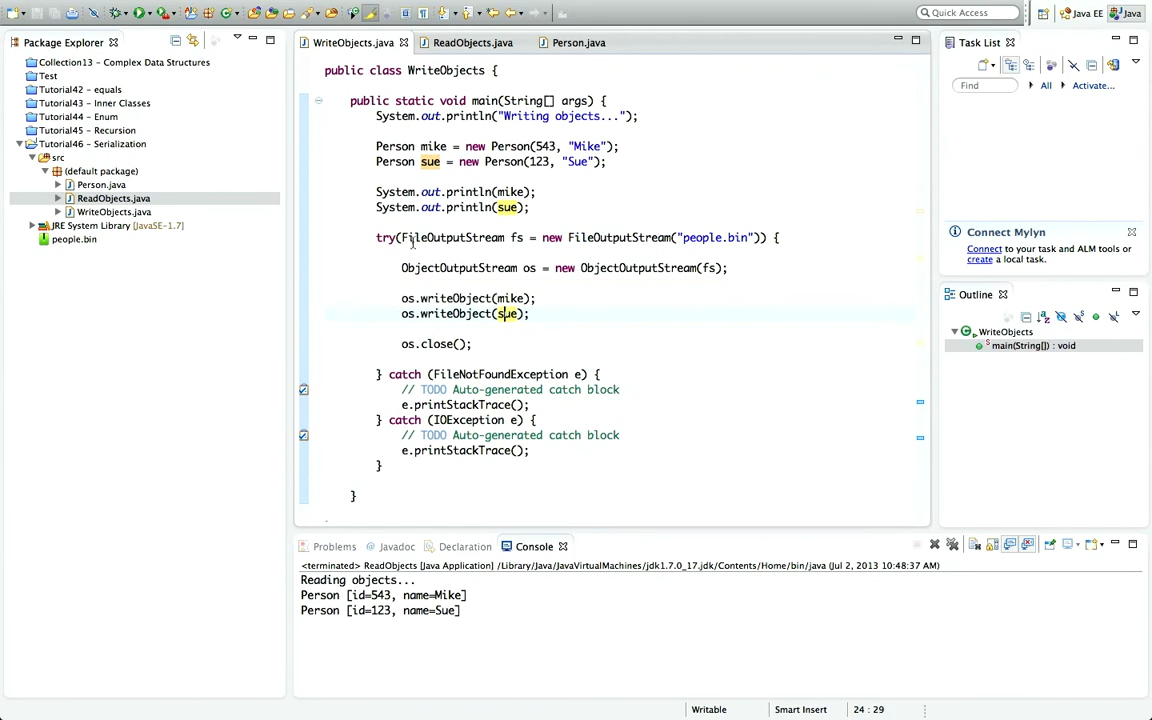 Quick Access
Java EE
Java
Package Explorer
Collection13 - Complex Data Structures
Test
Tutorial42 - equals
Tutorial43 - Inner Classes
Tutorial44 - Enum
Tutorial45 - Recursion
Tutorial46 - Serialization
src
(default package)
Person.java
ReadObjects.java
WriteObjects.java
JRE System Library [JavaSE-1.7]
people.bin
WriteObjects.java
ReadObjects.java
Person.java
public class WriteObjects {
public static void main(String[] args) {
System.out.println("Writing objects...");
Person mike = new Person(543, "Mike");
Person sue = new Person(123, "Sue");
System.out.println(mike);
System.out.println(sue);
try(FileOutputStream fs = new FileOutputStream("people.bin")) {
ObjectOutputStream os = new ObjectOutputStream(fs);
os.writeObject(mike);
os.writeObject(sue);
os.close();
} catch (FileNotFoundException e) {
// TODO Auto-generated catch block
e.printStackTrace();
} catch (IOException e) {
// TODO Auto-generated catch block
e.printStackTrace();
}
}
Task List
Find
All
Activate...
Connect Mylyn
Connect to your task and ALM tools or
create a local task.
Outline
WriteObjects
main(String[]) : void
Problems
Javadoc
Declaration
Console
<terminated> ReadObjects [Java Application] /Library/Java/JavaVirtualMachines/jdk1.7.0_17.jdk/Contents/Home/bin/java (Jul 2, 2013 10:48:37 AM)
Reading objects...
Person [id=543, name=Mike]
Person [id=123, name=Sue]
Writable
Smart Insert
24 : 29